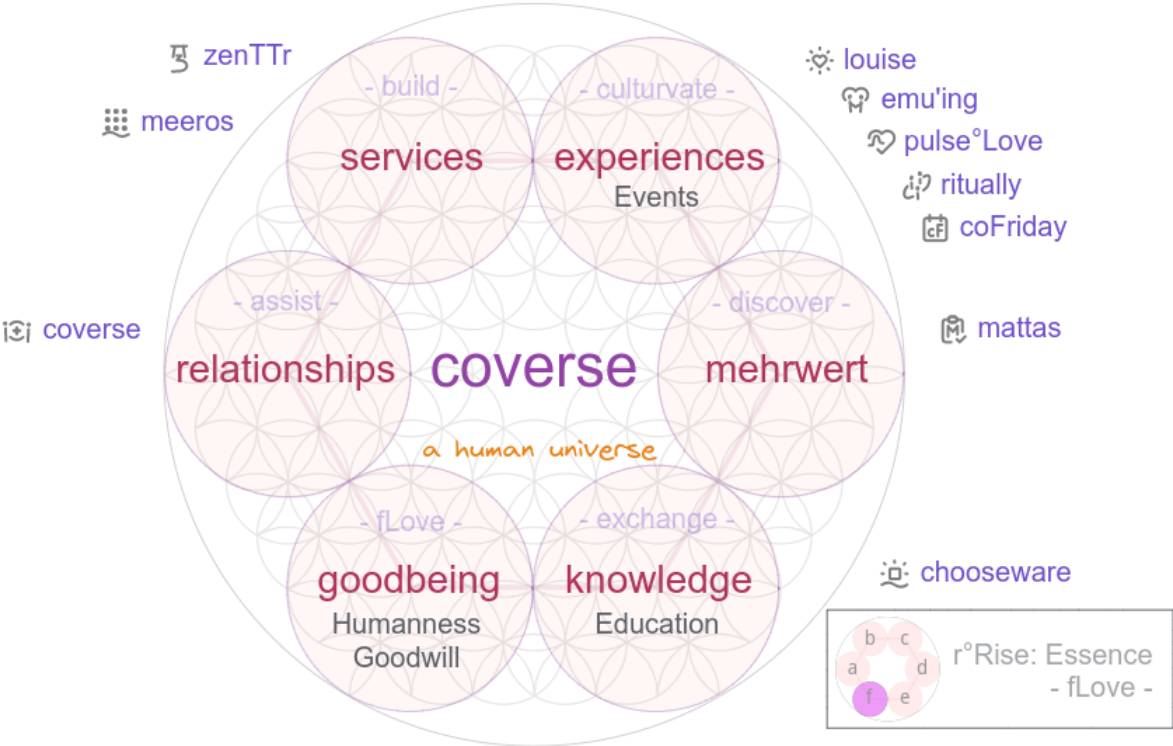 zenTTr
meeros
coverse
- build -
services
- culturvate -
experiences
Events
louise
emu'ing
pulse°Love
ritually
cF
coFriday
- assist -
relationships
coverse
a human universe
- discover -
mehrwert
M
mattas
- fLove -
goodbeing
Humanness
Goodwill
- exchange -
knowledge
Education
chooseware
b c
a d
f e
r°Rise: Essence
- fLove -